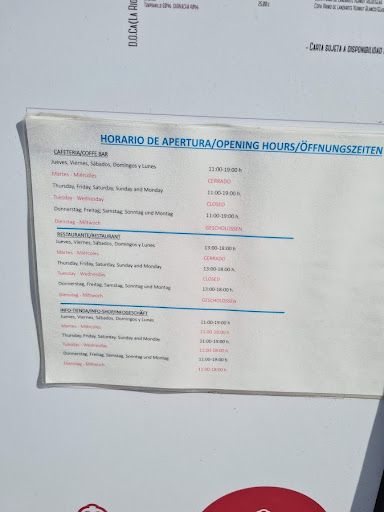 D.O.Ca(La Rio
- Carta sujeta a disponibilidad
HORARIO DE APERTURA/OPENING HOURS/ÖFFNUNGSZEITEN
CAFETERIA/COFFE BAR
Jueves, Viernes, Sábados, Domingos y Lunes 11:00-19:00 h.
Martes - Miércoles CERRADO
Thursday, Friday, Saturday, Sunday and Monday 11:00-19:00 h.
Tuesday - Wednesday CLOSED
Donnerstag, Freitag, Samstag, Sonntag und Montag 11:00-19:00 h
Dienstag - Mittwoch GESCHOLOSSEN
RESTAURANTE/RESTAURANT
Jueves, Viernes, Sábados, Domingos y Lunes 13:00-18:00 h.
Martes - Miércoles CERRADO
Thursday, Friday, Saturday, Sunday and Monday 13:00-18:00 h.
Tuesday - Wednesday CLOSED
Donnerstag, Freitag, Samstag, Sonntag und Montag 13:00-18:00 h.
Dienstag - Mittwoch GESCHOLOSSEN
INFO-TIENDA/INFO-SHOP/INFOGESCHÄFT
Jueves, Viernes, Sábados, Domingos y Lunes 11:00-19:00 h
Martes - Miércoles 11:00-18:00 h.
Thursday, Friday, Saturday, Sunday and Monday 11:00-19:00 h.
Tuesday - Wednesday 11:00-18:00 h.
Donnerstag, Freitag, Samstag, Sonntag und Montag 11:00-19:00 h.
Dienstag - Mittwoch 11:00-18:00 h.